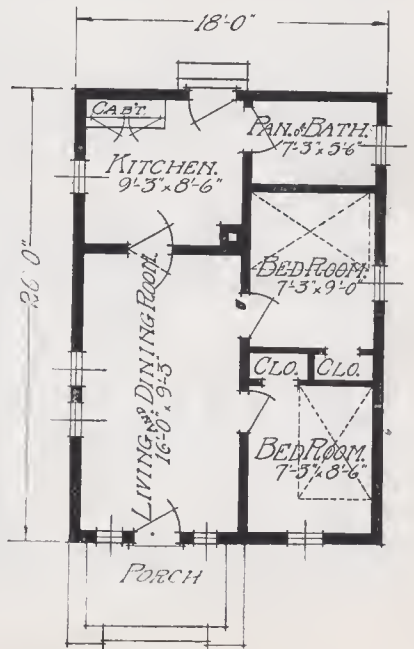 18'-0"
CAB'T.
PAN. or BATH.
7'-3" x 5'-6"
KITCHEN.
9'-3" x 8'-6"
26'-0"
LIVING AND DINING ROOM.
16'-0" x 9'-3"
BED ROOM.
7'-3" x 9'-0"
CLO.
CLO.
BED ROOM.
7'-3" x 8'-6"
PORCH